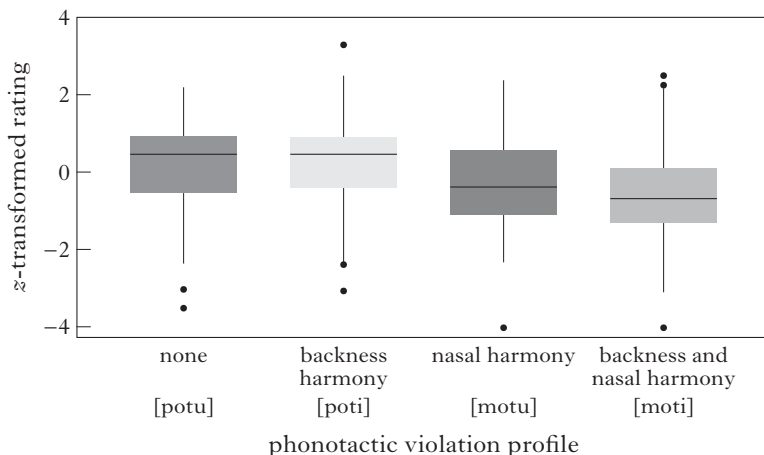 4
2
0
−2
−4
z-transformed rating
none
backness harmony
nasal harmony
backness and nasal harmony
[potu]
[poti]
[motu]
[moti]
phonotactic violation profile